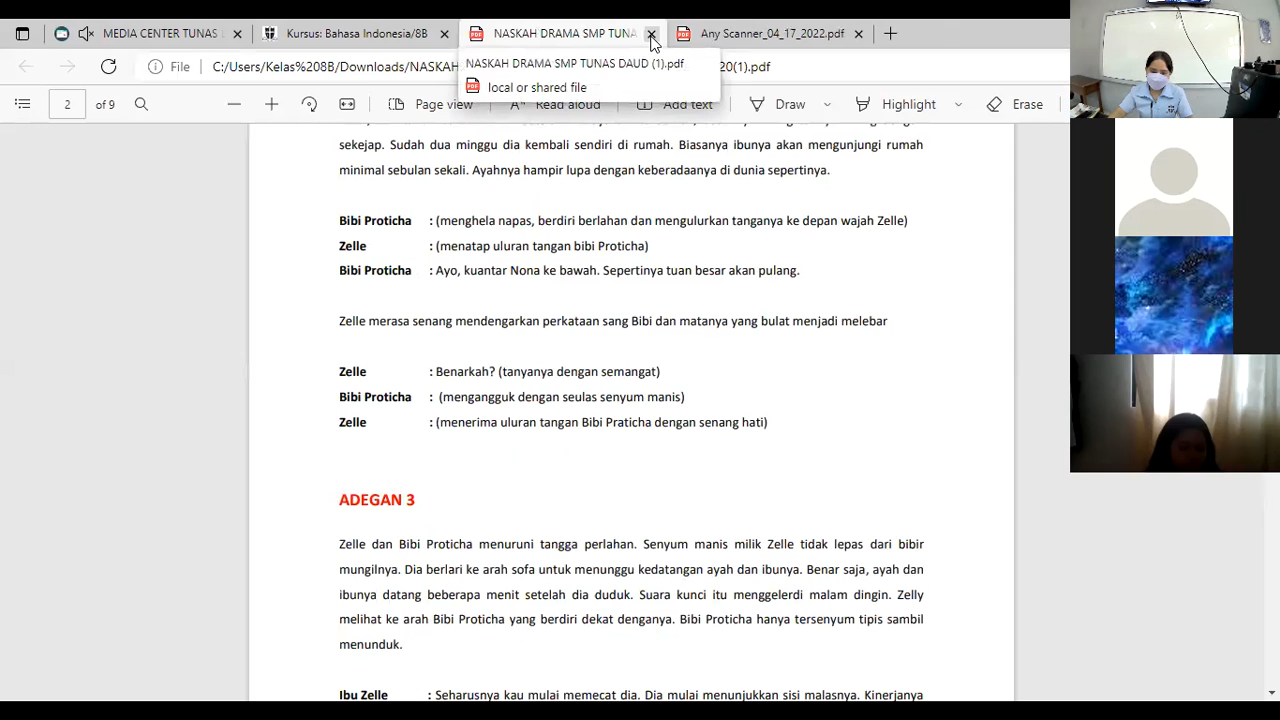 MEDIA CENTER TUNAS
Kursus: Bahasa Indonesia/8B
NASKAH DRAMA SMP TUNA
Any Scanner_04_17_2022.pdf
File
C:/Users/Kelas%208B/Downloads/NASKAH
20(1).pdf
NASKAH DRAMA SMP TUNAS DAUD (1).pdf
local or shared file
2 of 9
Page view
Read aloud
Add text
Draw
Highlight
Erase
sekejap. Sudah dua minggu dia kembali sendiri di rumah. Biasanya ibunya akan mengunjungi rumah
minimal sebulan sekali. Ayahnya hampir lupa dengan keberadaanya di dunia sepertinya.
Bibi Proticha : (menghela napas, berdiri berlahan dan mengulurkan tanganya ke depan wajah Zelle)
Zelle : (menatap uluran tangan bibi Proticha)
Bibi Proticha : Ayo, kuantar Nona ke bawah. Sepertinya tuan besar akan pulang.
Zelle merasa senang mendengarkan perkataan sang Bibi dan matanya yang bulat menjadi melebar
Zelle : Benarkah? (tanyanya dengan semangat)
Bibi Proticha : (mengangguk dengan seulas senyum manis)
Zelle : (menerima uluran tangan Bibi Praticha dengan senang hati)
ADEGAN 3
Zelle dan Bibi Proticha menuruni tangga perlahan. Senyum manis milik Zelle tidak lepas dari bibir
mungilnya. Dia berlari ke arah sofa untuk menunggu kedatangan ayah dan ibunya. Benar saja, ayah dan
ibunya datang beberapa menit setelah dia duduk. Suara kunci itu menggelerdi malam dingin. Zelly
melihat ke arah Bibi Proticha yang berdiri dekat denganya. Bibi Proticha hanya tersenyum tipis sambil
menunduk.
Ibu Zelle : Seharusnya kau mulai memecat dia. Dia mulai menunjukkan sisi malasnya. Kinerjanya